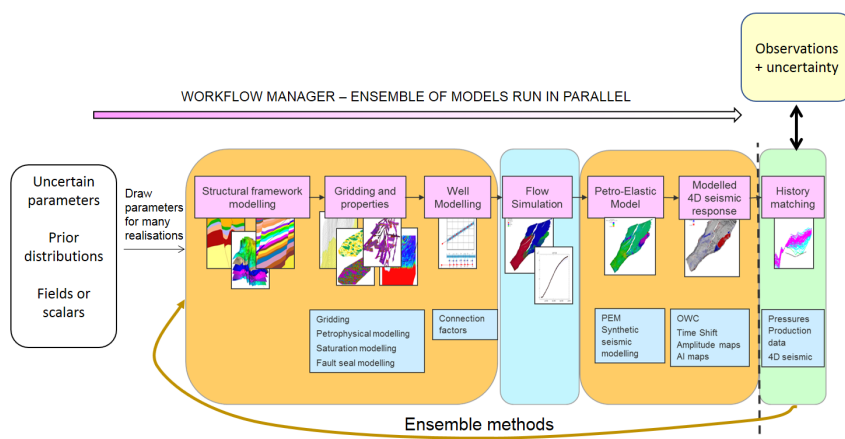 Observations
+ uncertainty
WORKFLOW MANAGER – ENSEMBLE OF MODELS RUN IN PARALLEL
Uncertain
parameters
Prior
distributions
Fields or
scalars
Draw
parameters
for many
realisations
Structural framework
modelling
Gridding and
properties
Well
Modelling
Flow
Simulation
Petro-Elastic
Model
Modelled
4D seismic
response
History
matching
Gridding
Petrophysical modelling
Saturation modelling
Fault seal modelling
Connection
factors
PEM
Synthetic
seismic
modelling
OWC
Time Shift
Amplitude maps
AI maps
Pressures
Production
data
4D seismic
Ensemble methods